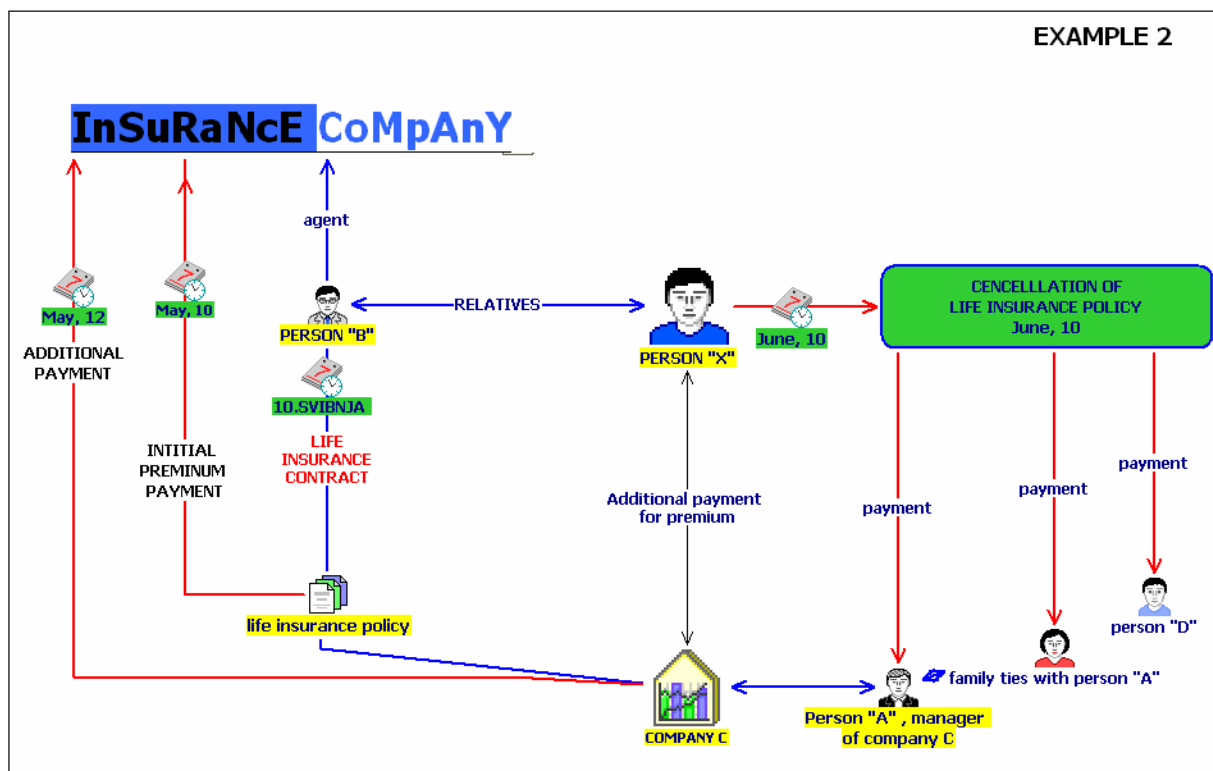 EXAMPLE 2
InSuRaNcE CoMpAnY
agent
May, 12
May, 10
RELATIVES
CENCELLLATION OF
LIFE INSURANCE POLICY
June, 10
June, 10
PERSON "B"
PERSON "X"
ADDITIONAL
PAYMENT
10.SVIBNJA
LIFE
INSURANCE
CONTRACT
INTITIAL
PREMINUM
PAYMENT
Additional payment
for premium
payment
payment
payment
life insurance policy
person "D"
family ties with person "A"
COMPANY C
Person "A" , manager
of company C